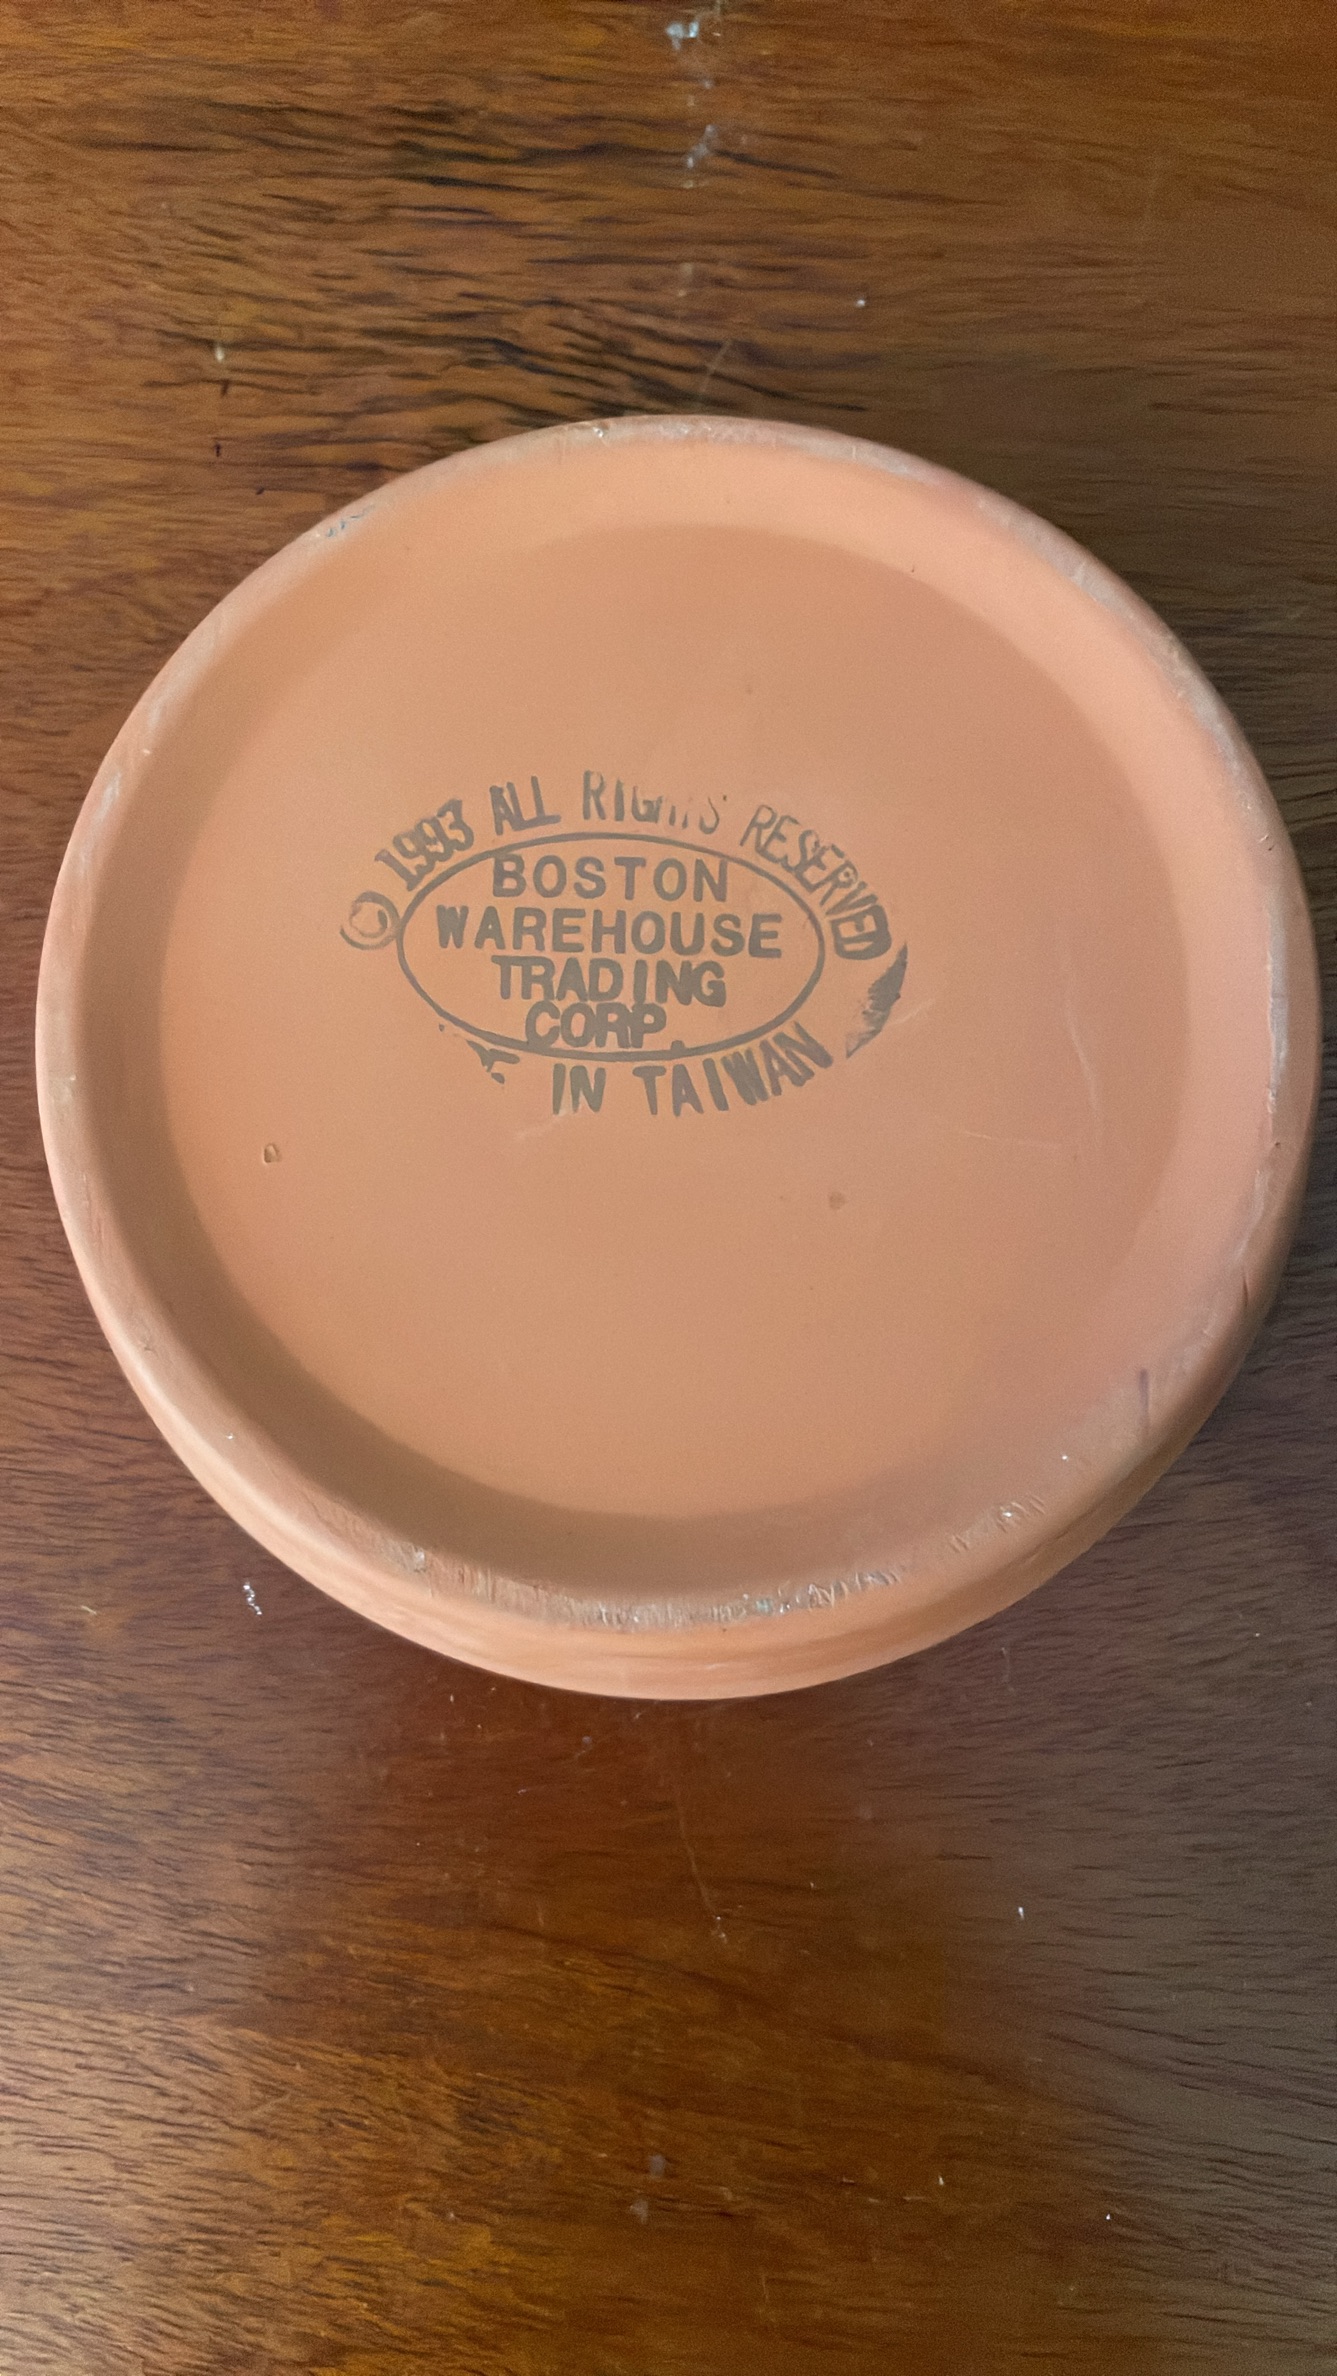 © 1993 ALL RIGHTS RESERVED
BOSTON
WAREHOUSE
TRADING
CORP.
IN TAIWAN